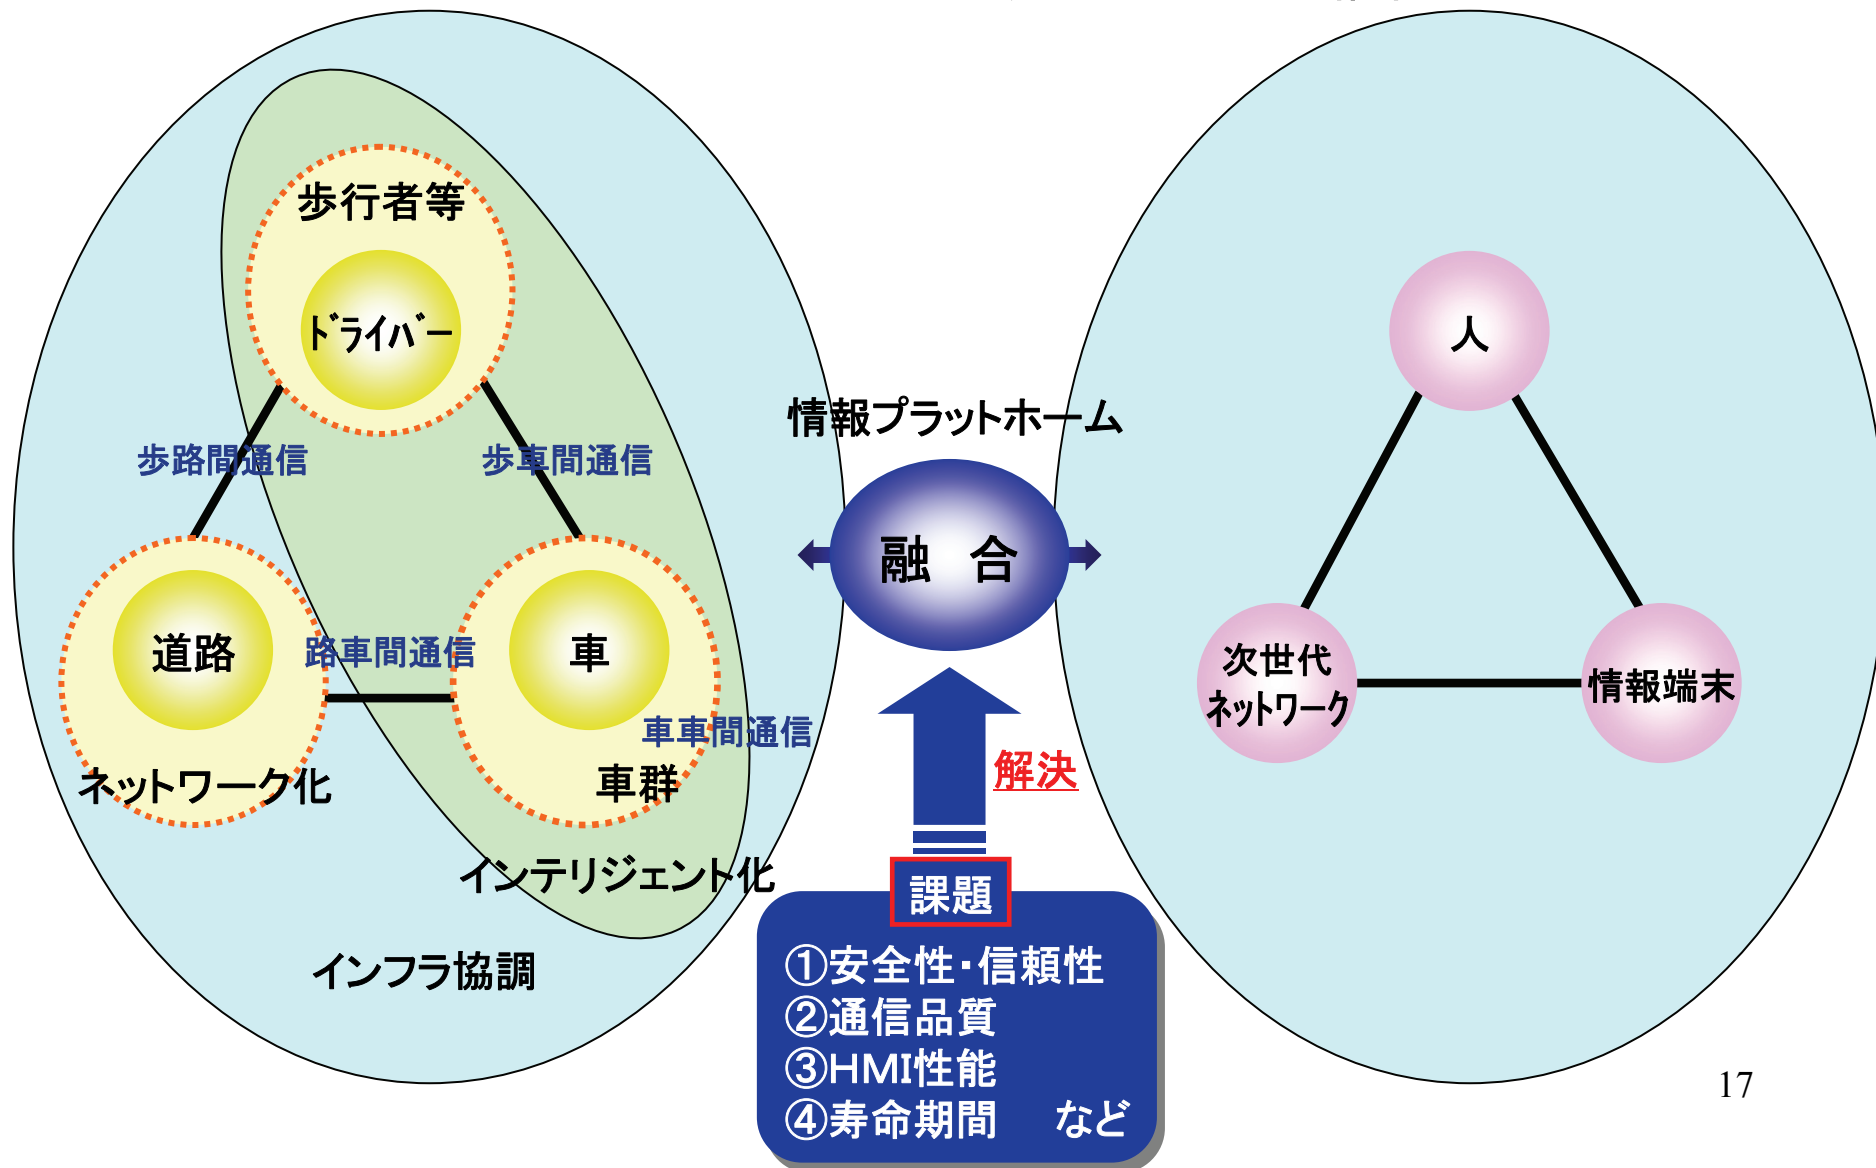 歩行者等
ドライバー
歩路間通信
歩車間通信
道路
路車間通信
車
車車間通信
ネットワーク化
車群
インテリジェント化
インフラ協調
情報プラットホーム
融　合
解決
課題
①安全性・信頼性
②通信品質
③HMI性能
④寿命期間　など
人
次世代
ネットワーク
情報端末
17